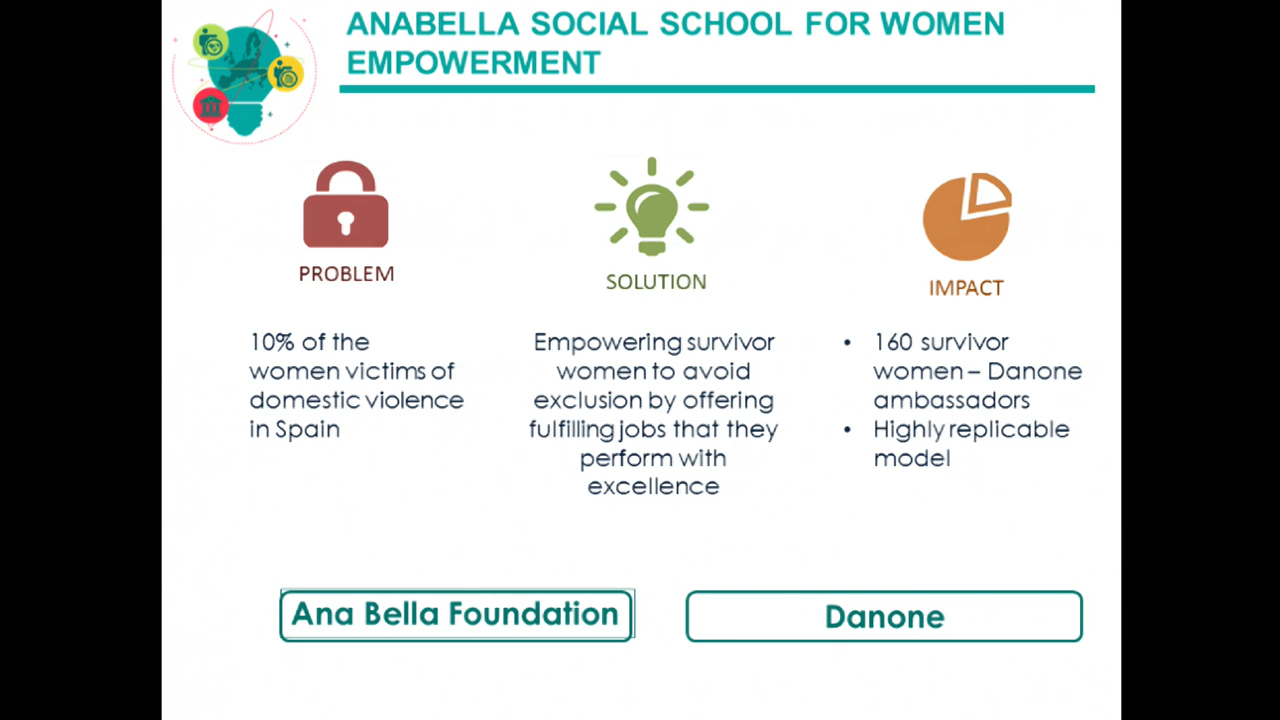 ANABELLA SOCIAL SCHOOL FOR WOMEN
EMPOWERMENT
PROBLEM
10% of the
women victims of
domestic violence
in Spain
SOLUTION
Empowering survivor
women to avoid
exclusion by offering
fulfilling jobs that they
perform with
excellence
IMPACT
• 160 survivor
women – Danone
ambassadors
• Highly replicable
model
Ana Bella Foundation
Danone